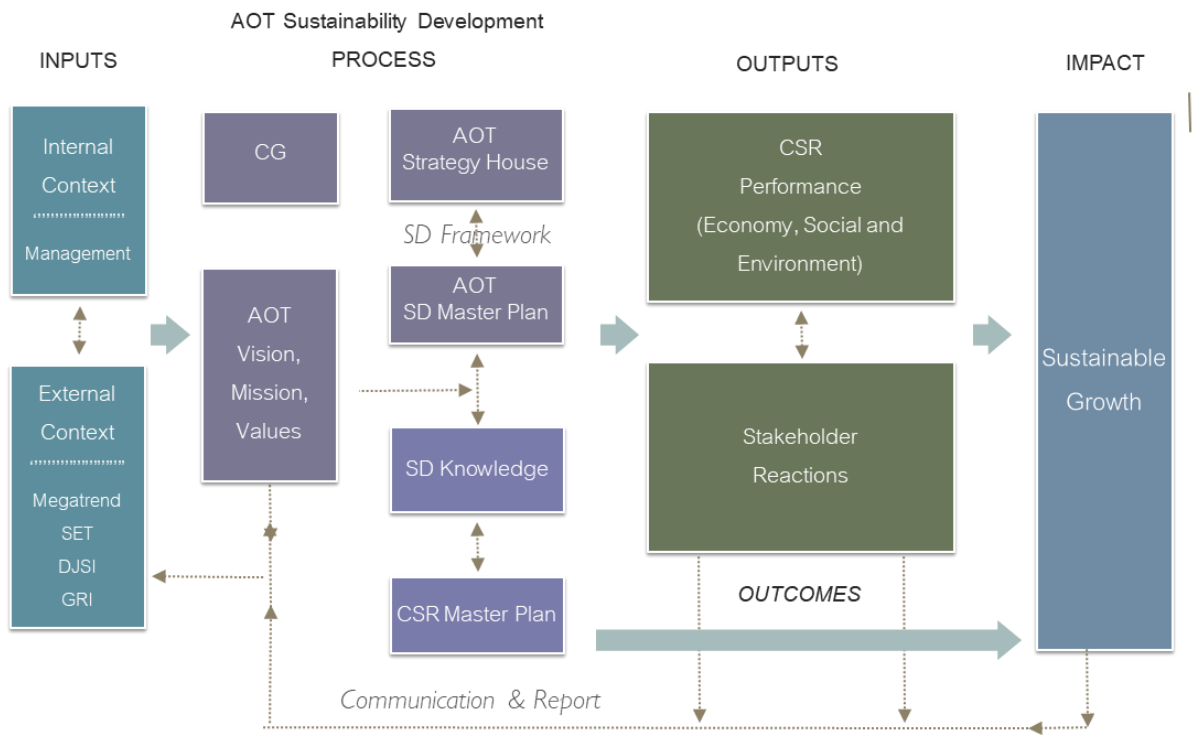 AOT Sustainability Development
INPUTS
PROCESS
OUTPUTS
IMPACT
Internal
Context
Management
External
Context
Megatrend
SET
DJSI
GRI
CG
AOT
Vision,
Mission,
Values
AOT
Strategy House
SD Framework
AOT
SD Master Plan
SD Knowledge
CSR Master Plan
CSR
Performance
(Economy, Social and
Environment)
Stakeholder
Reactions
OUTCOMES
Sustainable
Growth
Communication & Report